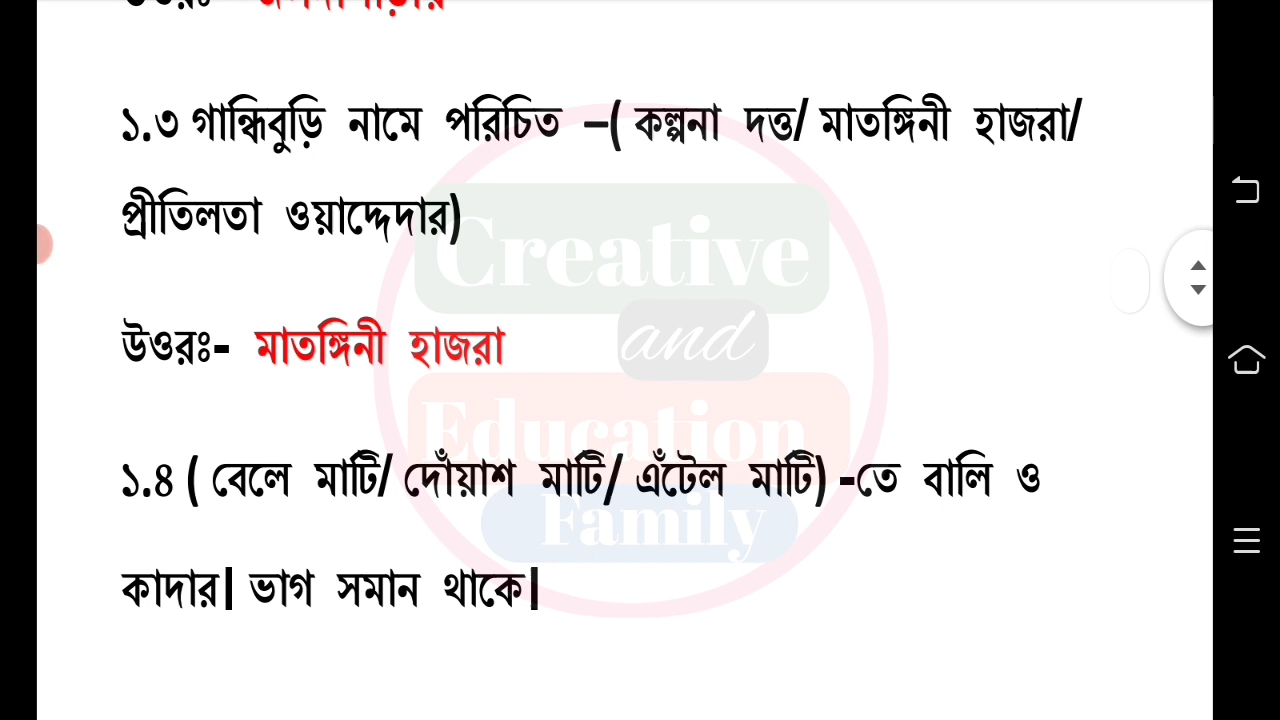 ১.৩ গান্ধিবুড়ি নামে পরিচিত –( কল্পনা দত্ত/ মাতঙ্গিনী হাজরা/
প্রীতিলতা ওয়াদ্দেদার)
উওরঃ- মাতঙ্গিনী হাজরা
১.৪ ( বেলে মাটি/ দোঁয়াশ মাটি/ এঁটেল মাটি) -তে বালি ও
কাদার। ভাগ সমান থাকে।
Creative
and
Education
Family